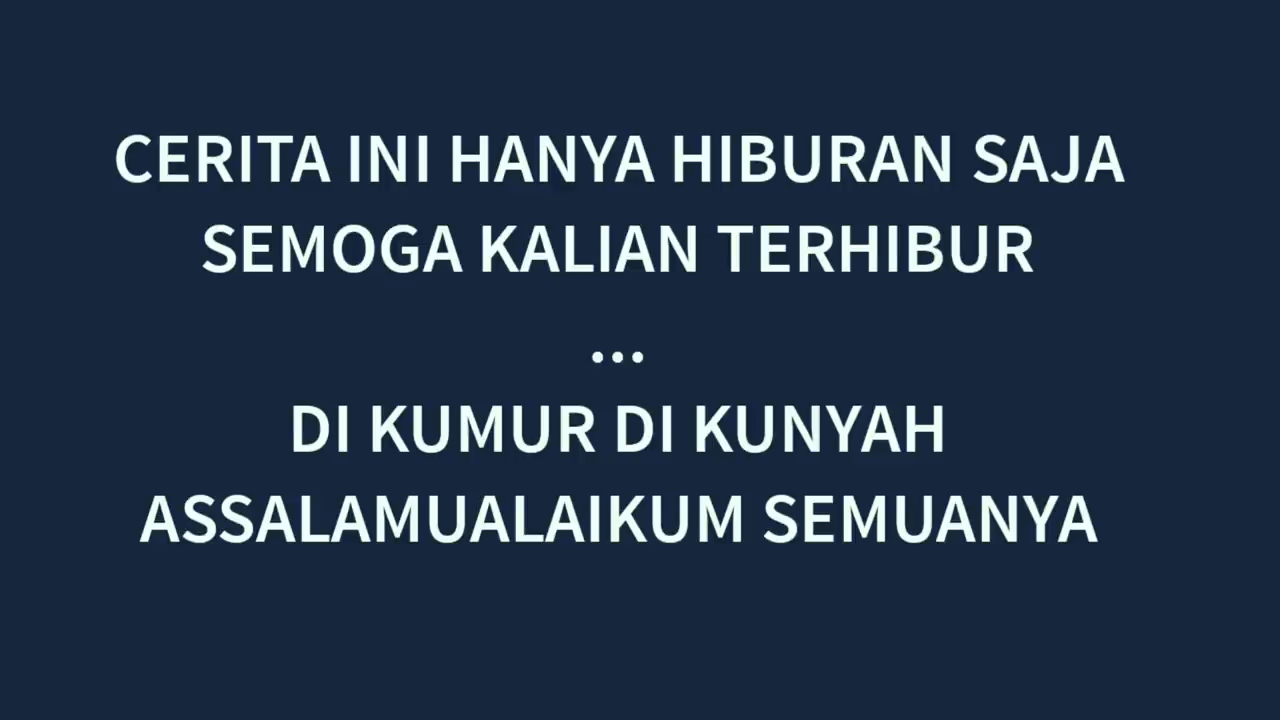 CERITA INI HANYA HIBURAN SAJA
SEMOGA KALIAN TERHIBUR
...
DI KUMUR DI KUNYAH
ASSALAMUALAIKUM SEMUANYA